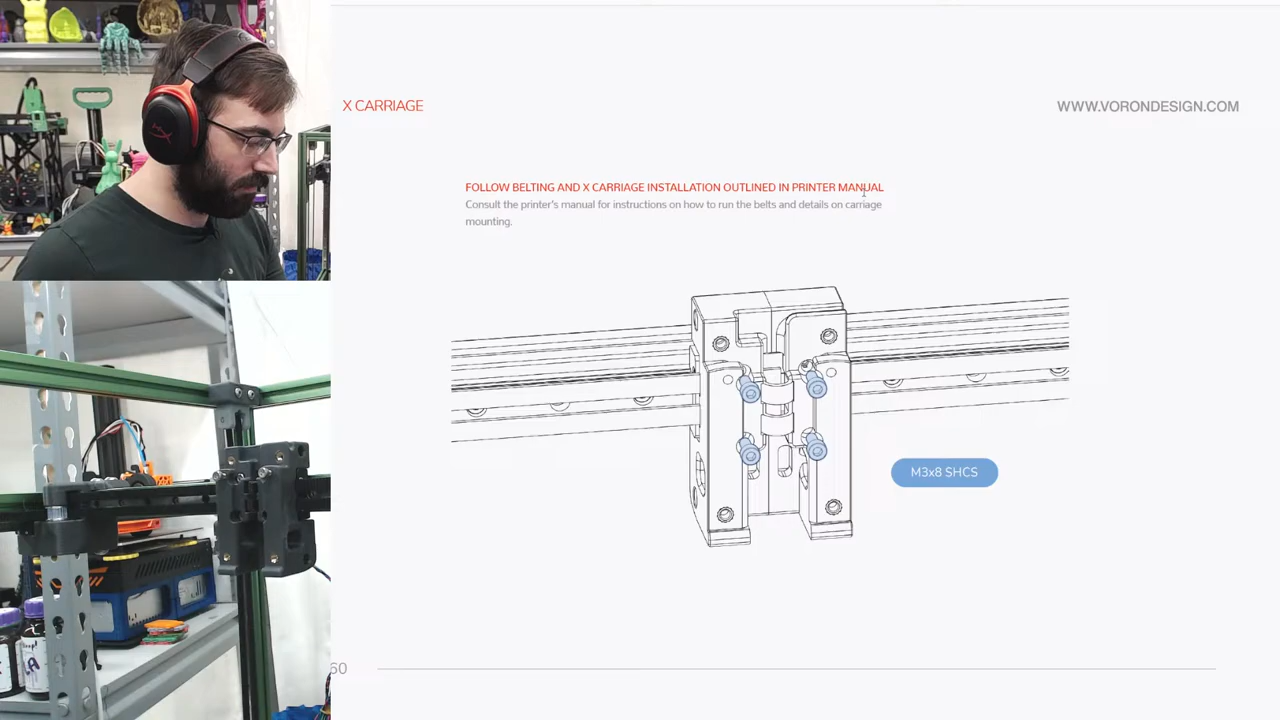 X CARRIAGE
WWW.VORONDESIGN.COM
FOLLOW BELTING AND X CARRIAGE INSTALLATION OUTLINED IN PRINTER MANUAL
Consult the printer's manual for instructions on how to run the belts and details on carriage
mounting.
M3x8 SHCS
60